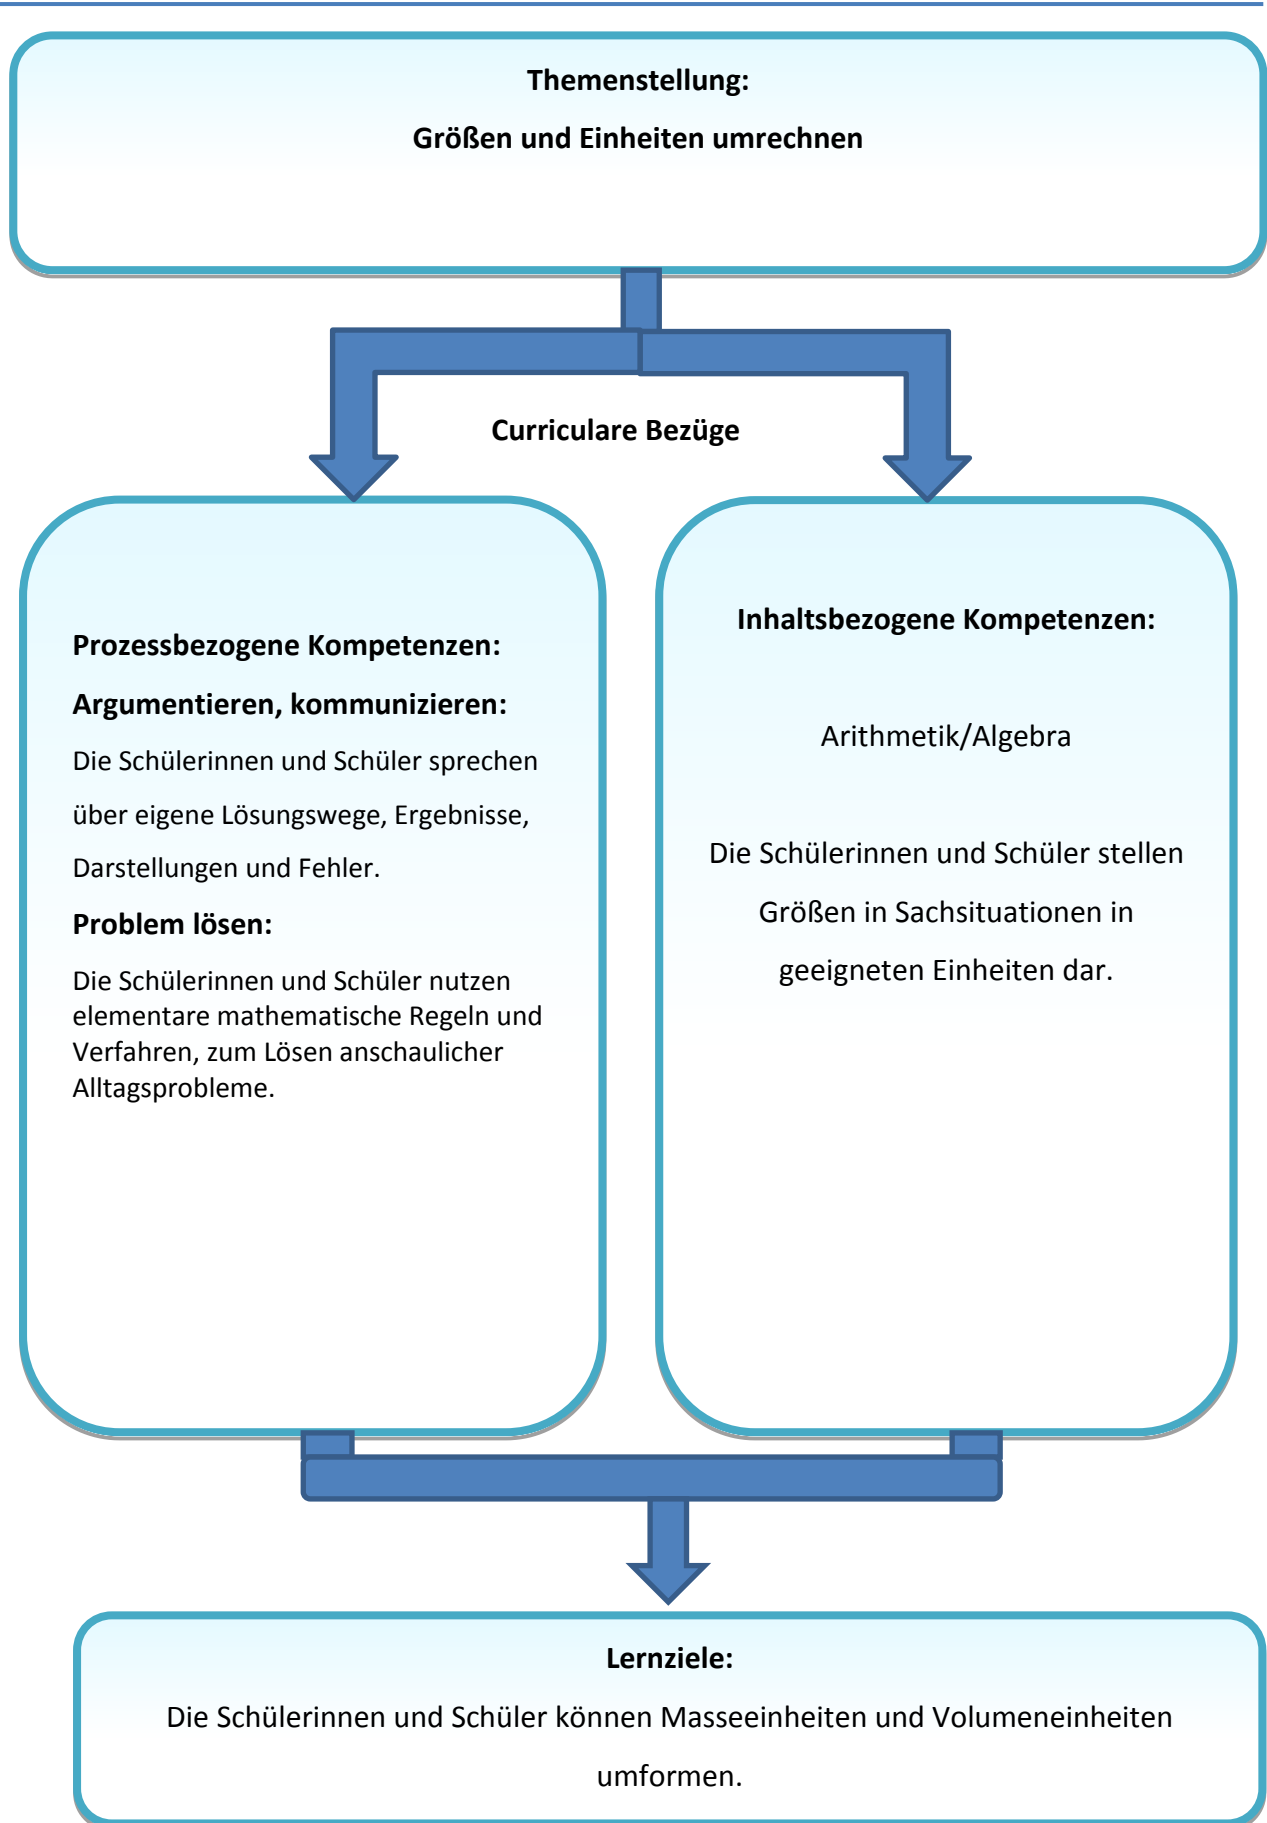 Themenstellung:
Größen und Einheiten umrechnen
Curriculare Bezüge
Prozessbezogene Kompetenzen:
Argumentieren, kommunizieren:
Die Schülerinnen und Schüler sprechen
über eigene Lösungswege, Ergebnisse,
Darstellungen und Fehler.
Problem lösen:
Die Schülerinnen und Schüler nutzen
elementare mathematische Regeln und
Verfahren, zum Lösen anschaulicher
Alltagsprobleme.
Inhaltsbezogene Kompetenzen:
Arithmetik/Algebra
Die Schülerinnen und Schüler stellen
Größen in Sachsituationen in
geeigneten Einheiten dar.
Lernziele:
Die Schülerinnen und Schüler können Masseeinheiten und Volumeneinheiten
umformen.